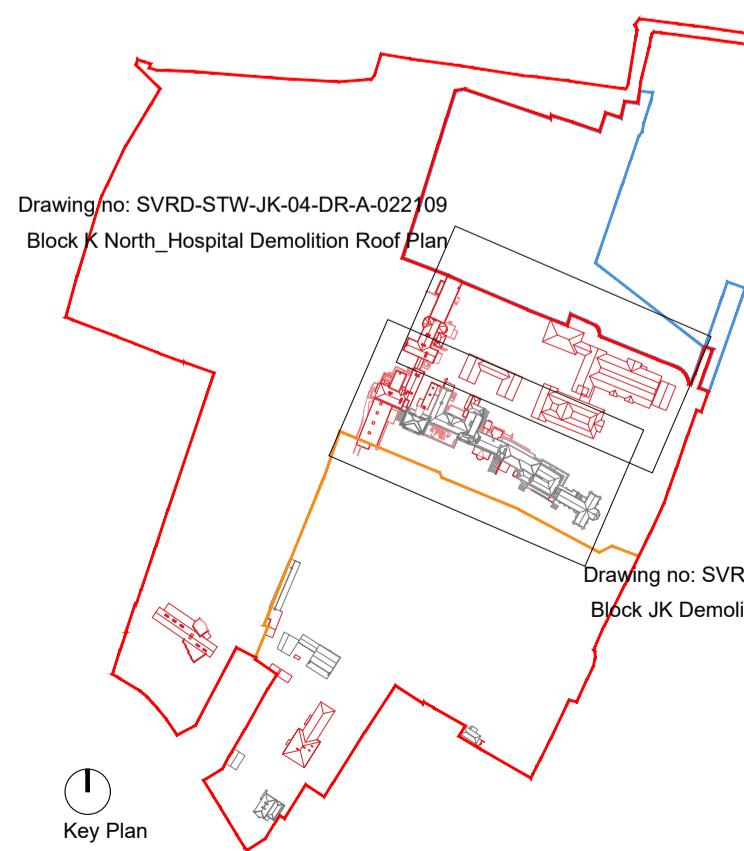 Drawing no: SVRD-STW-JK-04-DR-A-022109
Block K North_Hospital Demolition Roof Plan
Drawing no: SVR
Block JK Demoli
Key Plan